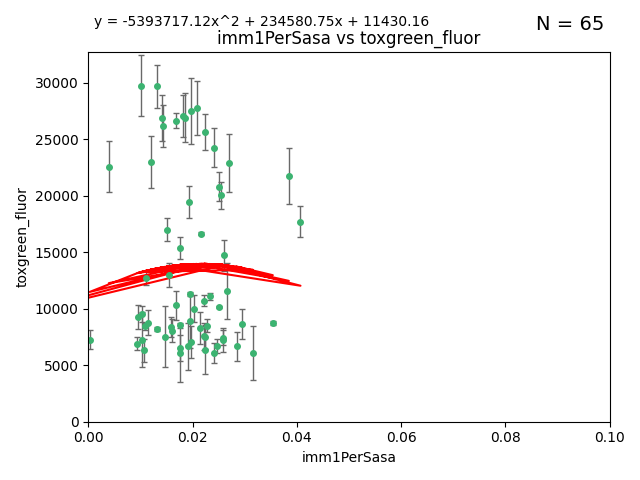 y = -5393717.12x^2 + 234580.75x + 11430.16
N = 65
imm1PerSasa vs toxgreen_fluor
30000
25000
20000
15000
10000
5000
0
toxgreen_fluor
0.00 0.02 0.04 0.06 0.08 0.10
imm1PerSasa